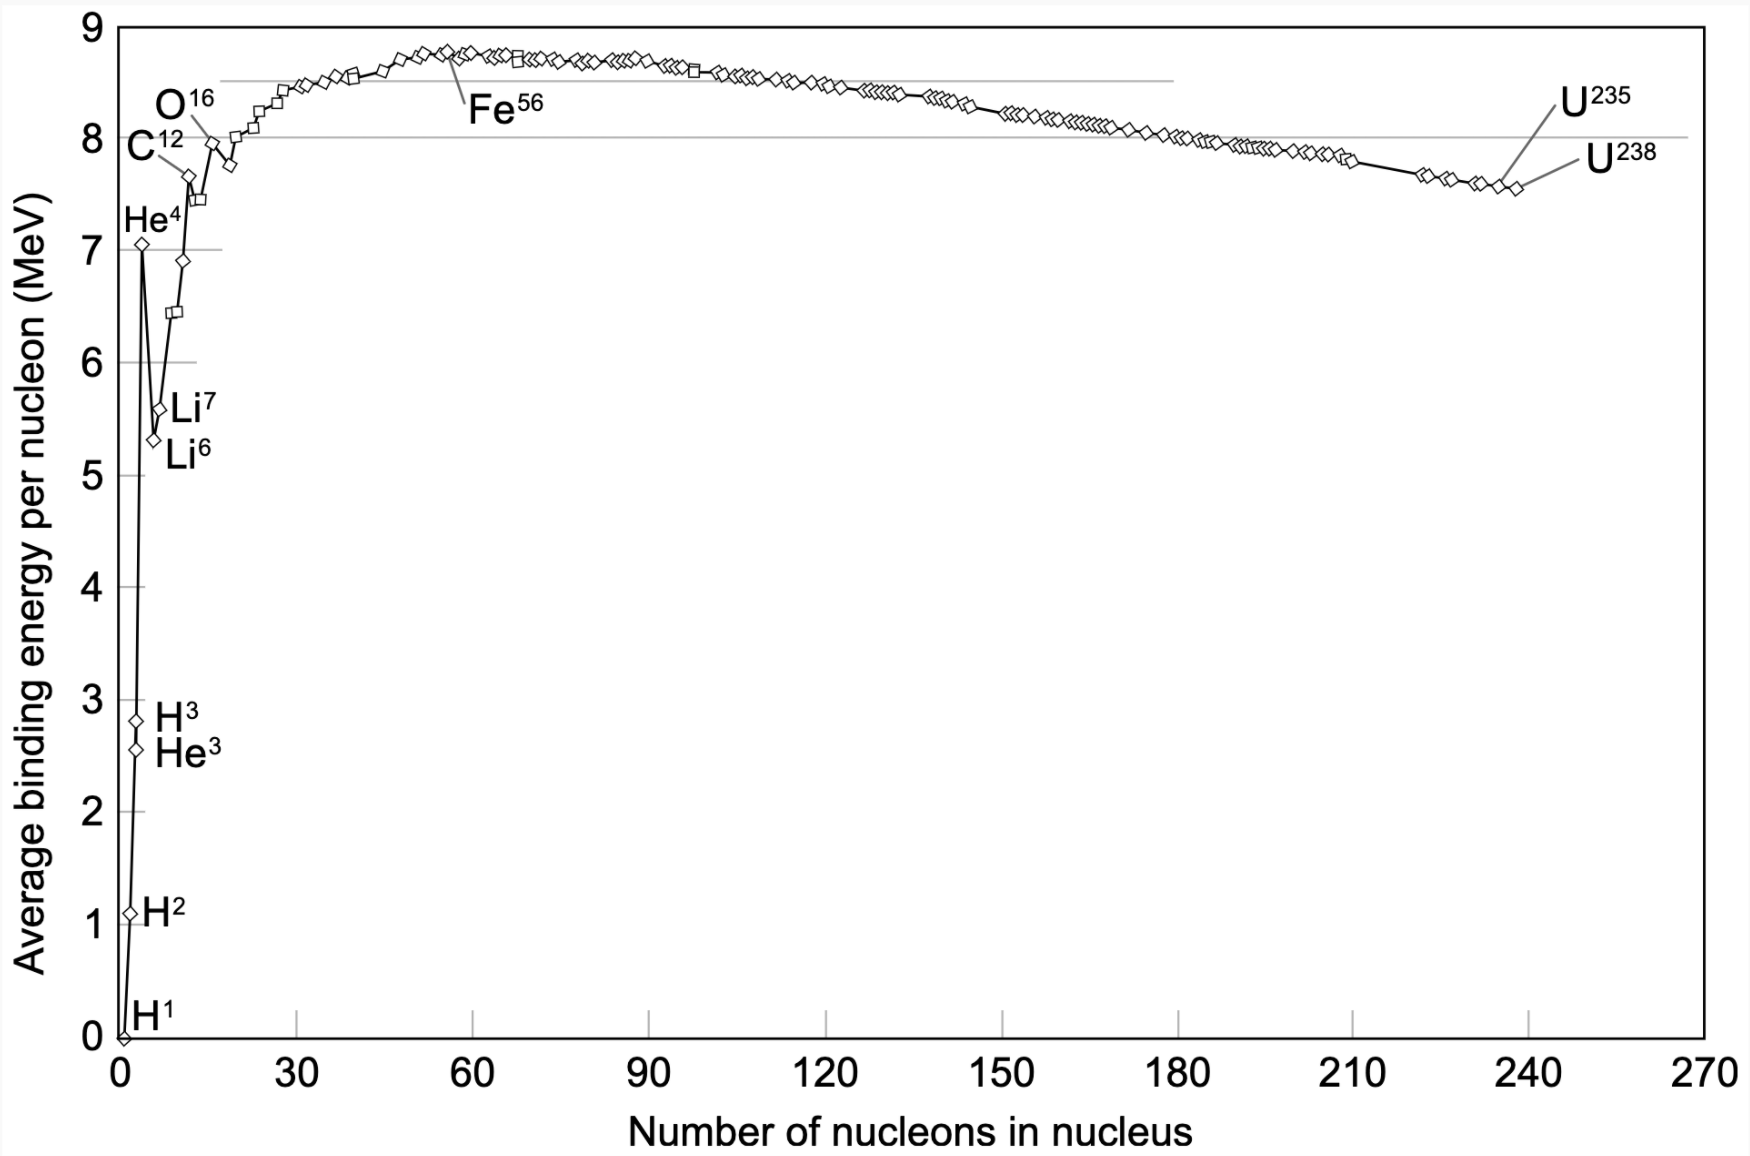 Average binding energy per nucleon (MeV)
9
8
7
6
5
4
3
2
1
0
O¹⁶
C¹²
He⁴
Li⁷
Li⁶
H³
He³
H²
H¹
Fe⁵⁶
U²³⁵
U²³⁸
0 30 60 90 120 150 180 210 240 270
Number of nucleons in nucleus